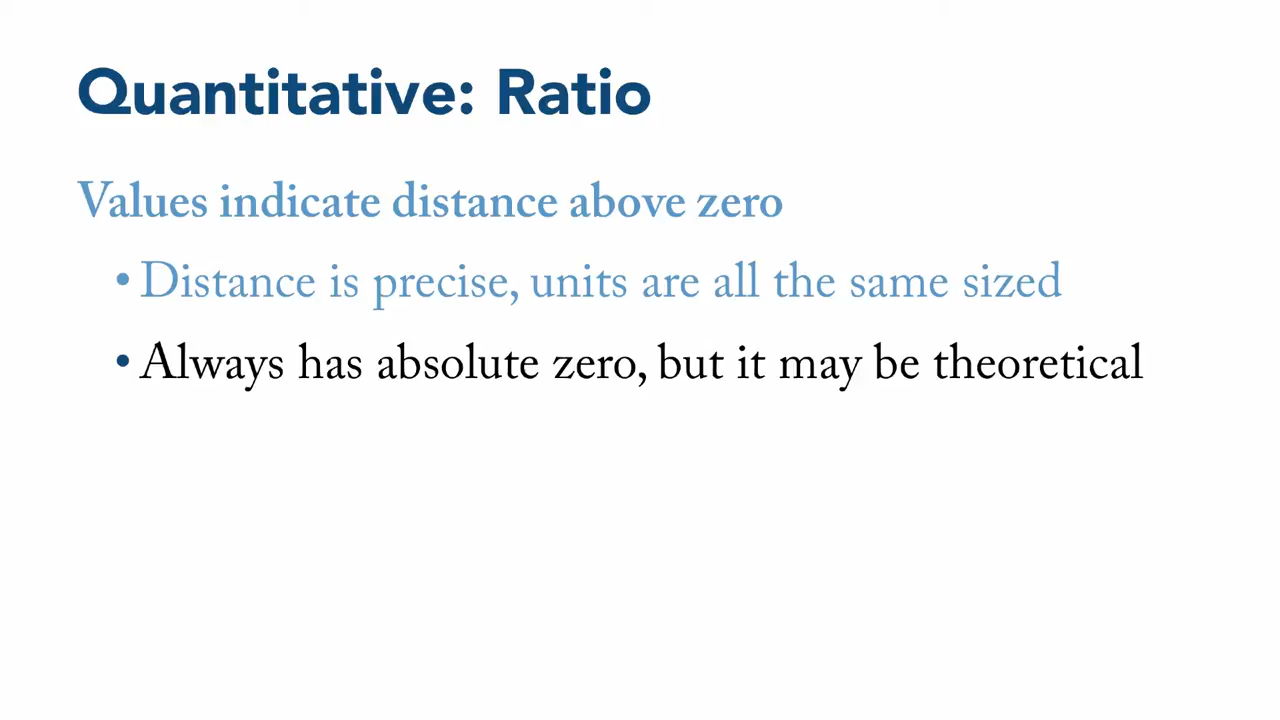 Quantitative: Ratio
Values indicate distance above zero
• Distance is precise, units are all the same sized
• Always has absolute zero, but it may be theoretical